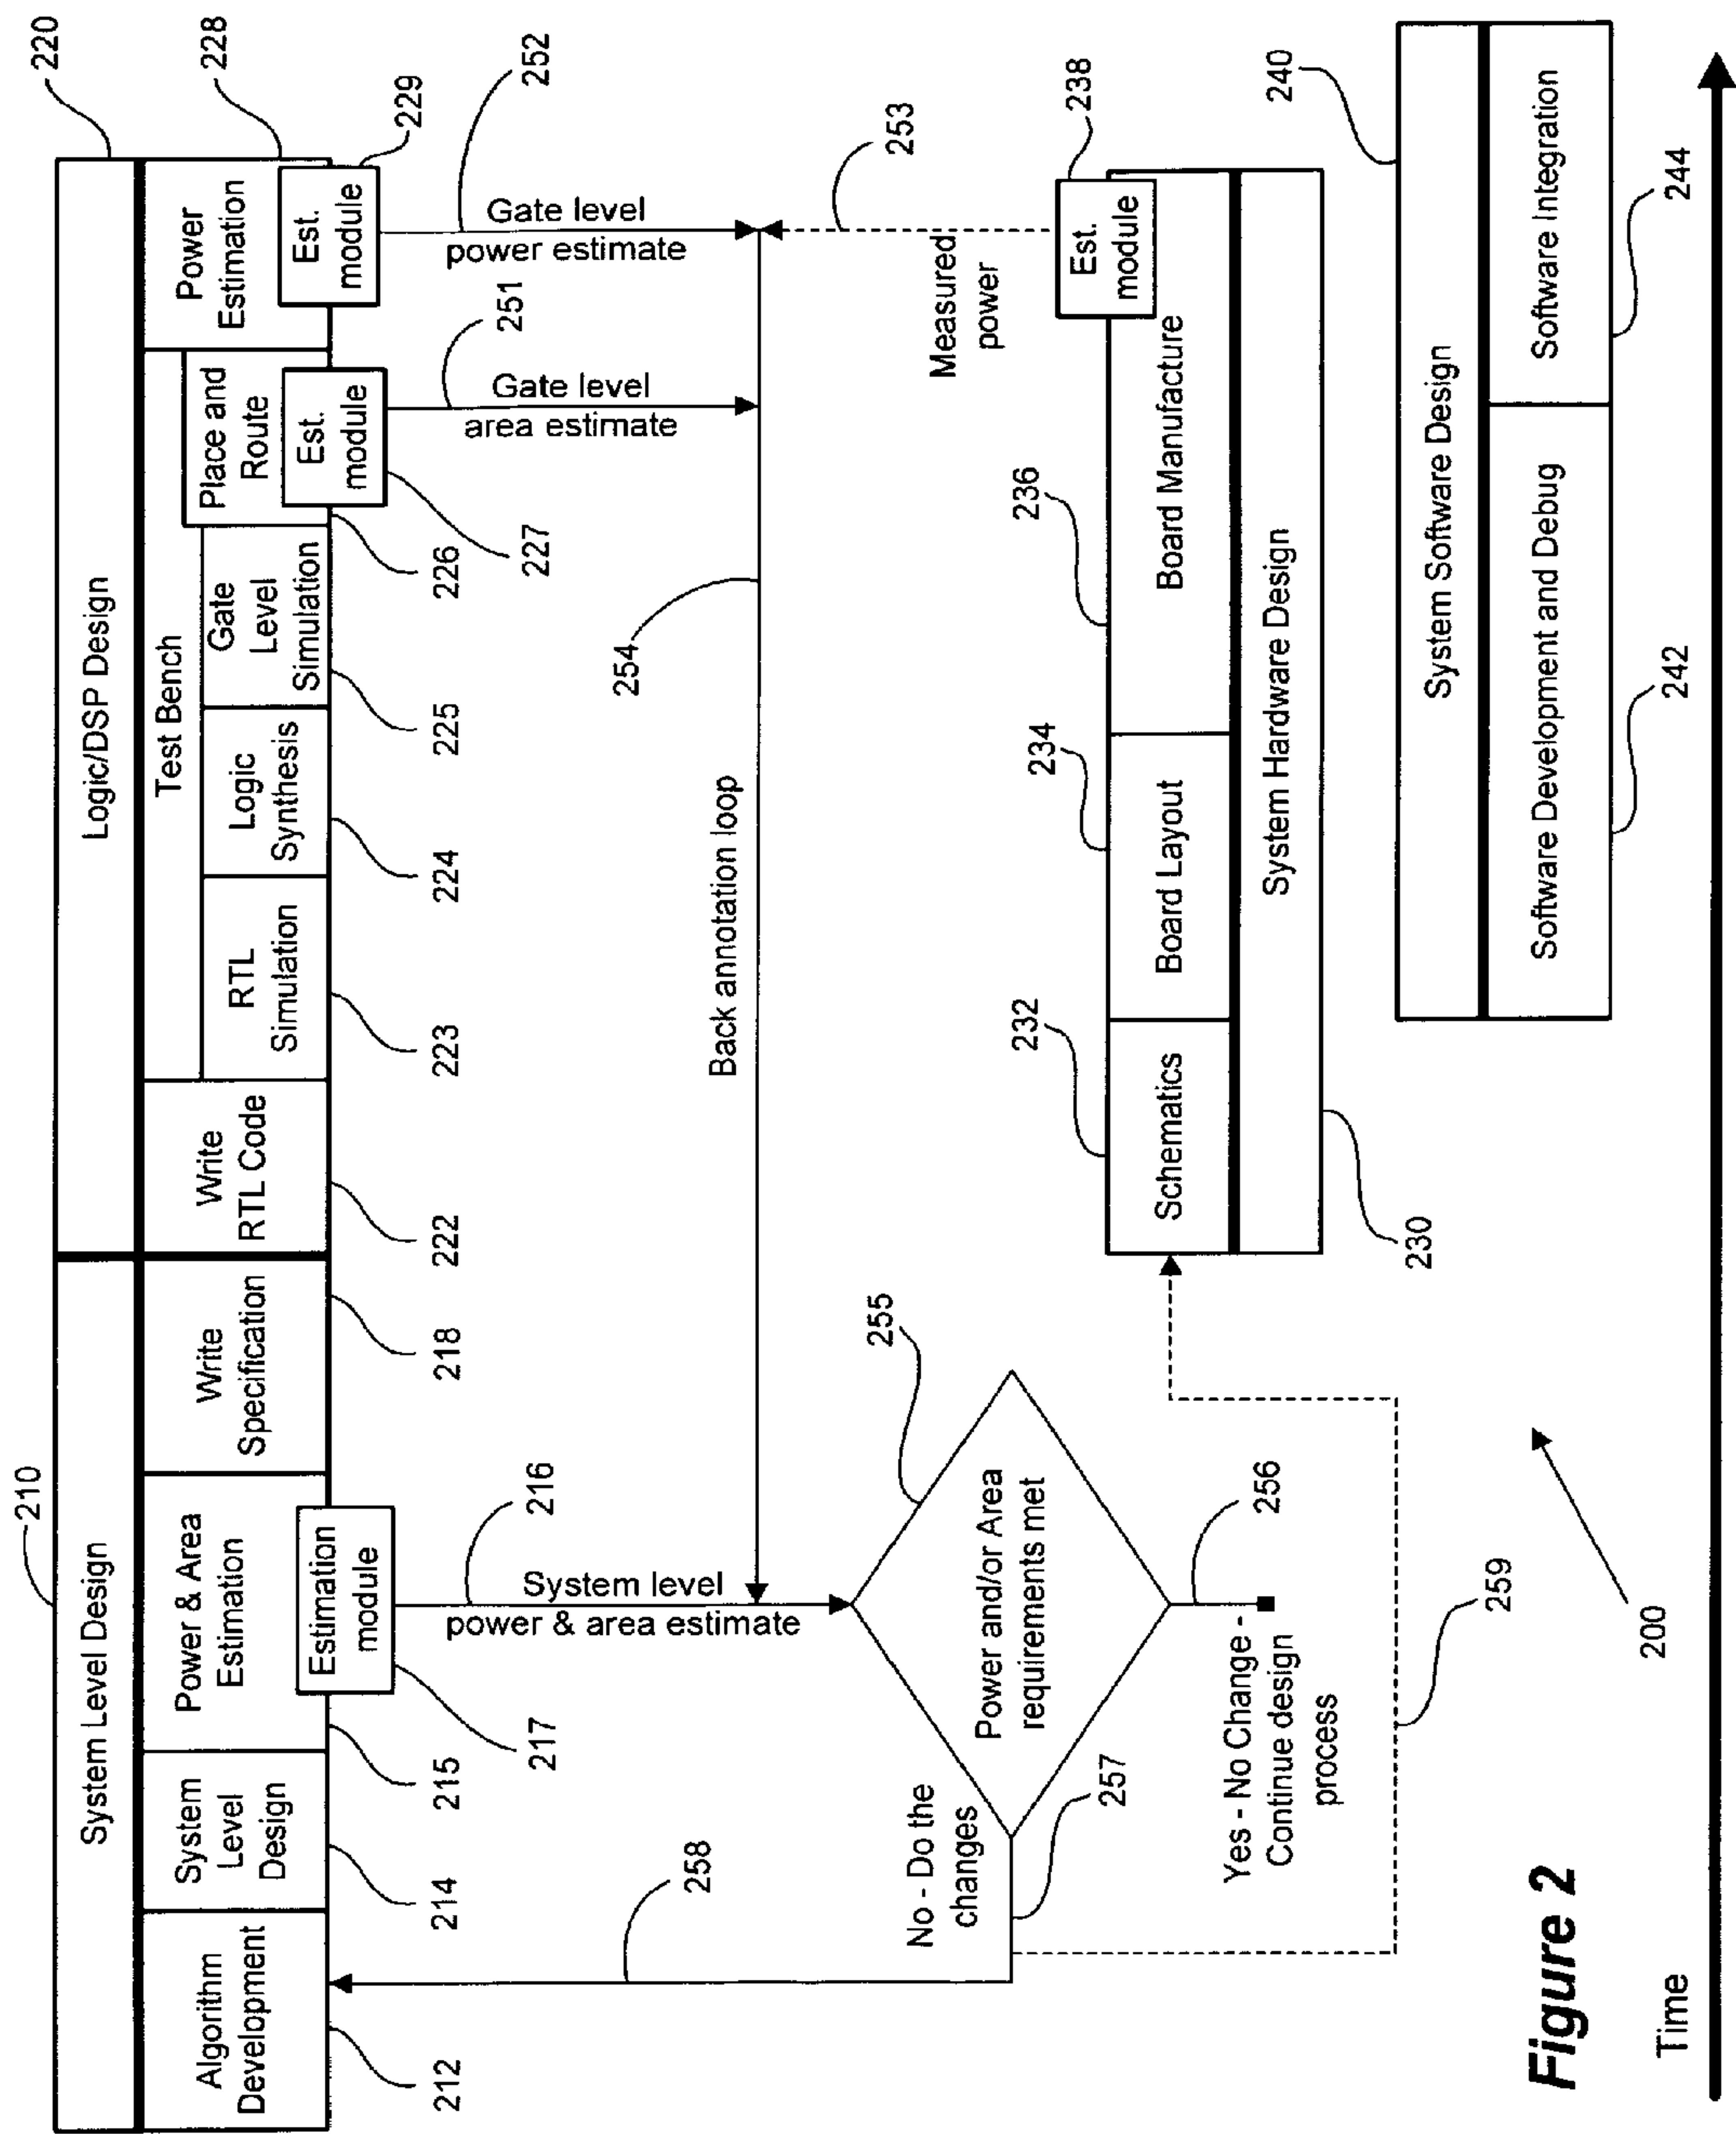 210
220
System Level Design
Logic/DSP Design
Algorithm
Development
System
Level
Design
Power & Area
Estimation
Write
Specification
Write
RTL Code
Test Bench
RTL
Simulation
Logic
Synthesis
Gate
Level
Simulation
Place and
Route
Power
Estimation
228
Estimation
module
Est.
module
Est.
module
229
212
214
215
217
218
222
223
224
225
226
227
216
System level
power & area estimate
251
Gate level
area estimate
252
Gate level
power estimate
258
254
Back annotation loop
253
Measured
power
255
No - Do the
changes
Power and/or Area
requirements met
257
256
Yes - No Change -
Continue design
process
259
232
234
236
238
Est.
module
Schematics
Board Layout
Board Manufacture
System Hardware Design
230
240
System Software Design
Software Development and Debug
Software Integration
242
244
200
Figure 2
Time